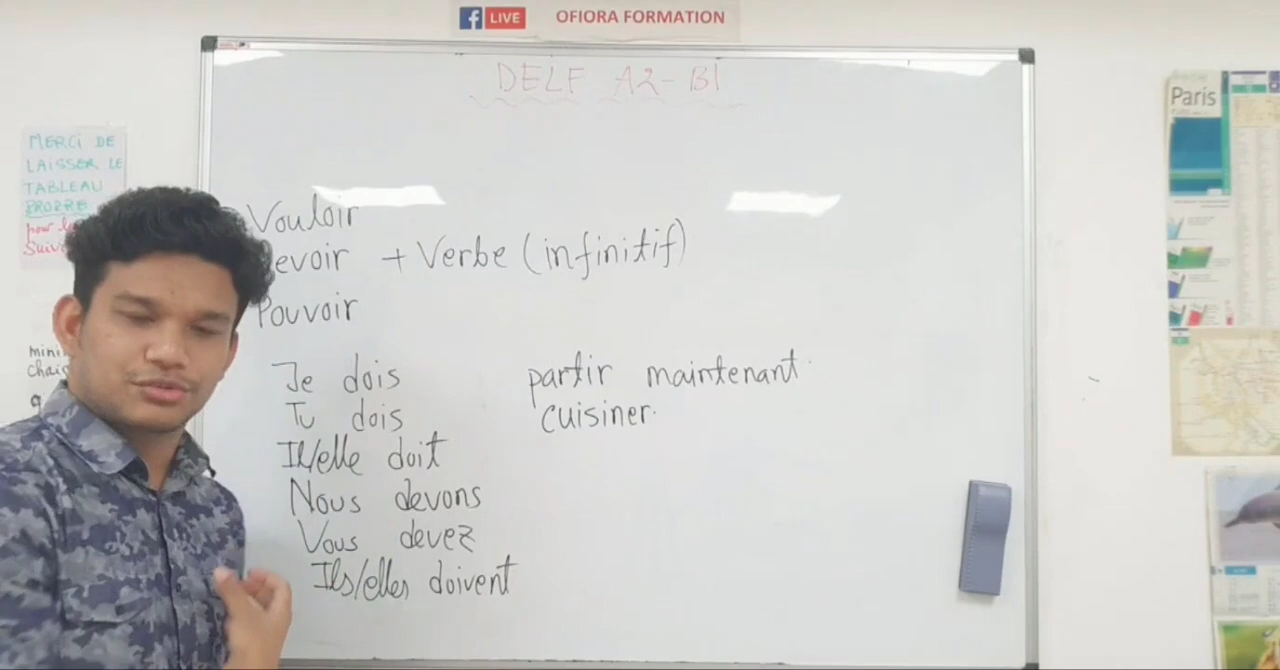 LIVE OFIORA FORMATION
DELF A2-B1
MERCI DE
LAISSER LE
TABLEAU
PROPRE
pour
Paris
Vouloir
evoir + Verbe (infinitif)
Pouvoir
Je dois partir maintenant.
Tu dois cuisiner.
Il/elle doit
Nous devons
Vous devez
Ils/elles doivent